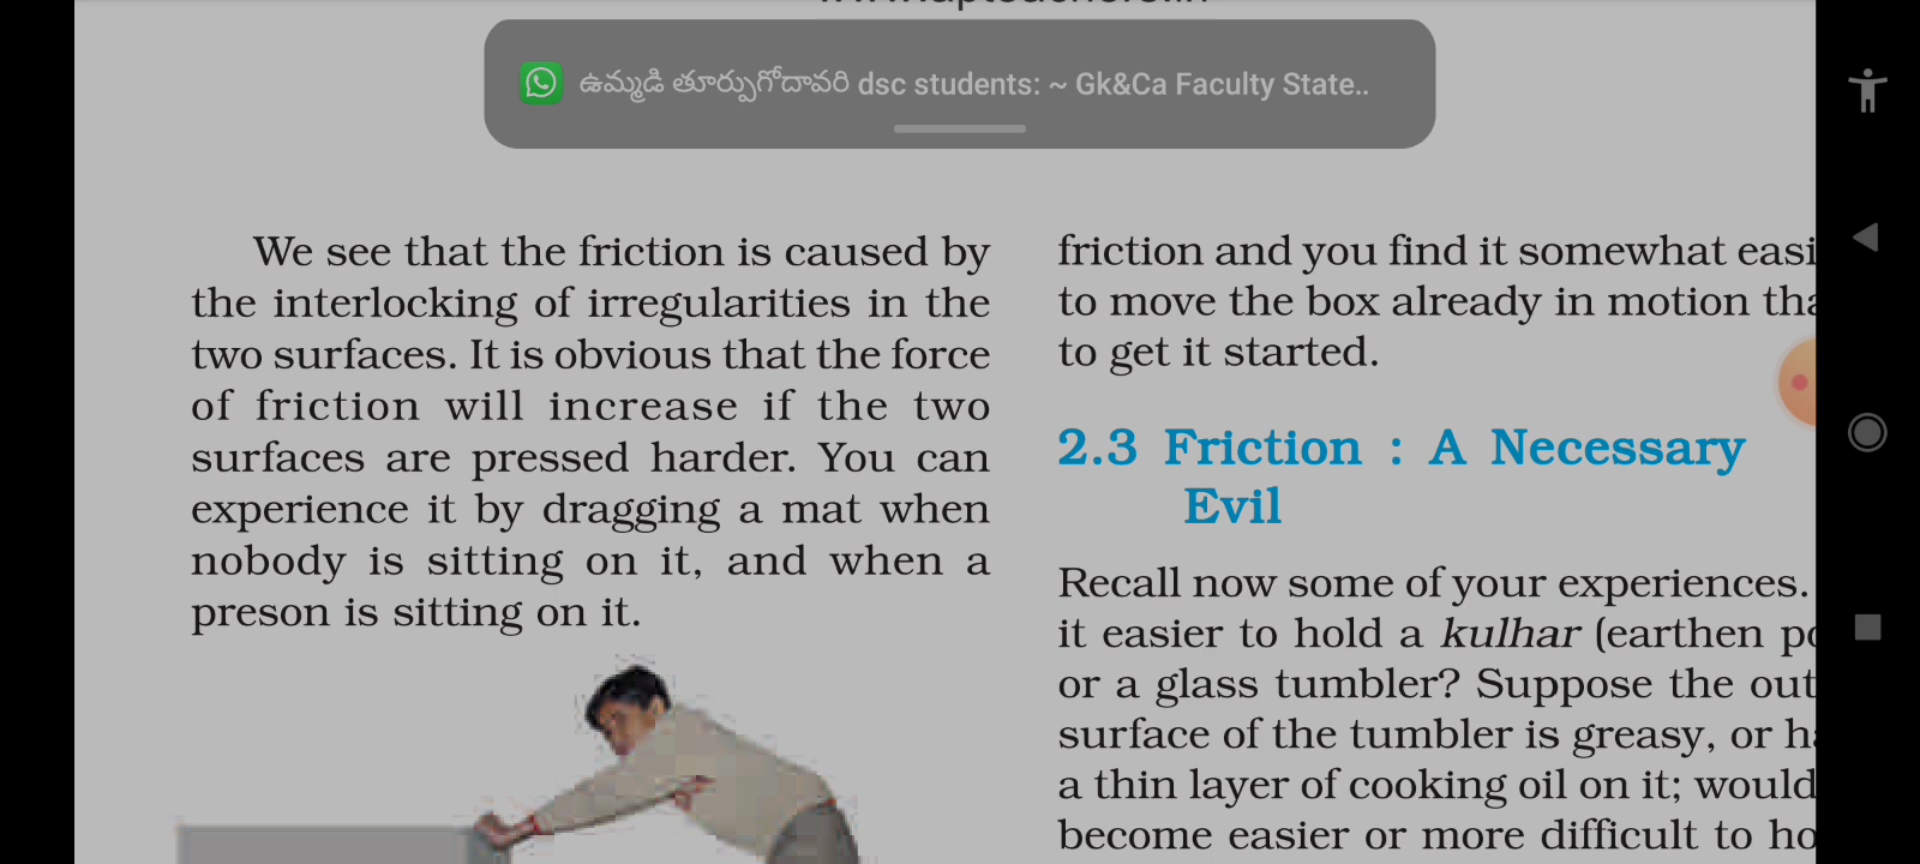 ఉమ్మడి తూర్పుగోదావరి dsc students: ~ Gk&Ca Faculty State..
We see that the friction is caused by
the interlocking of irregularities in the
two surfaces. It is obvious that the force
of friction will increase if the two
surfaces are pressed harder. You can
experience it by dragging a mat when
nobody is sitting on it, and when a
preson is sitting on it.
friction and you find it somewhat easi
to move the box already in motion tha
to get it started.
2.3 Friction : A Necessary
Evil
Recall now some of your experiences.
it easier to hold a kulhar (earthen po
or a glass tumbler? Suppose the out
surface of the tumbler is greasy, or ha
a thin layer of cooking oil on it; would
become easier or more difficult to ho